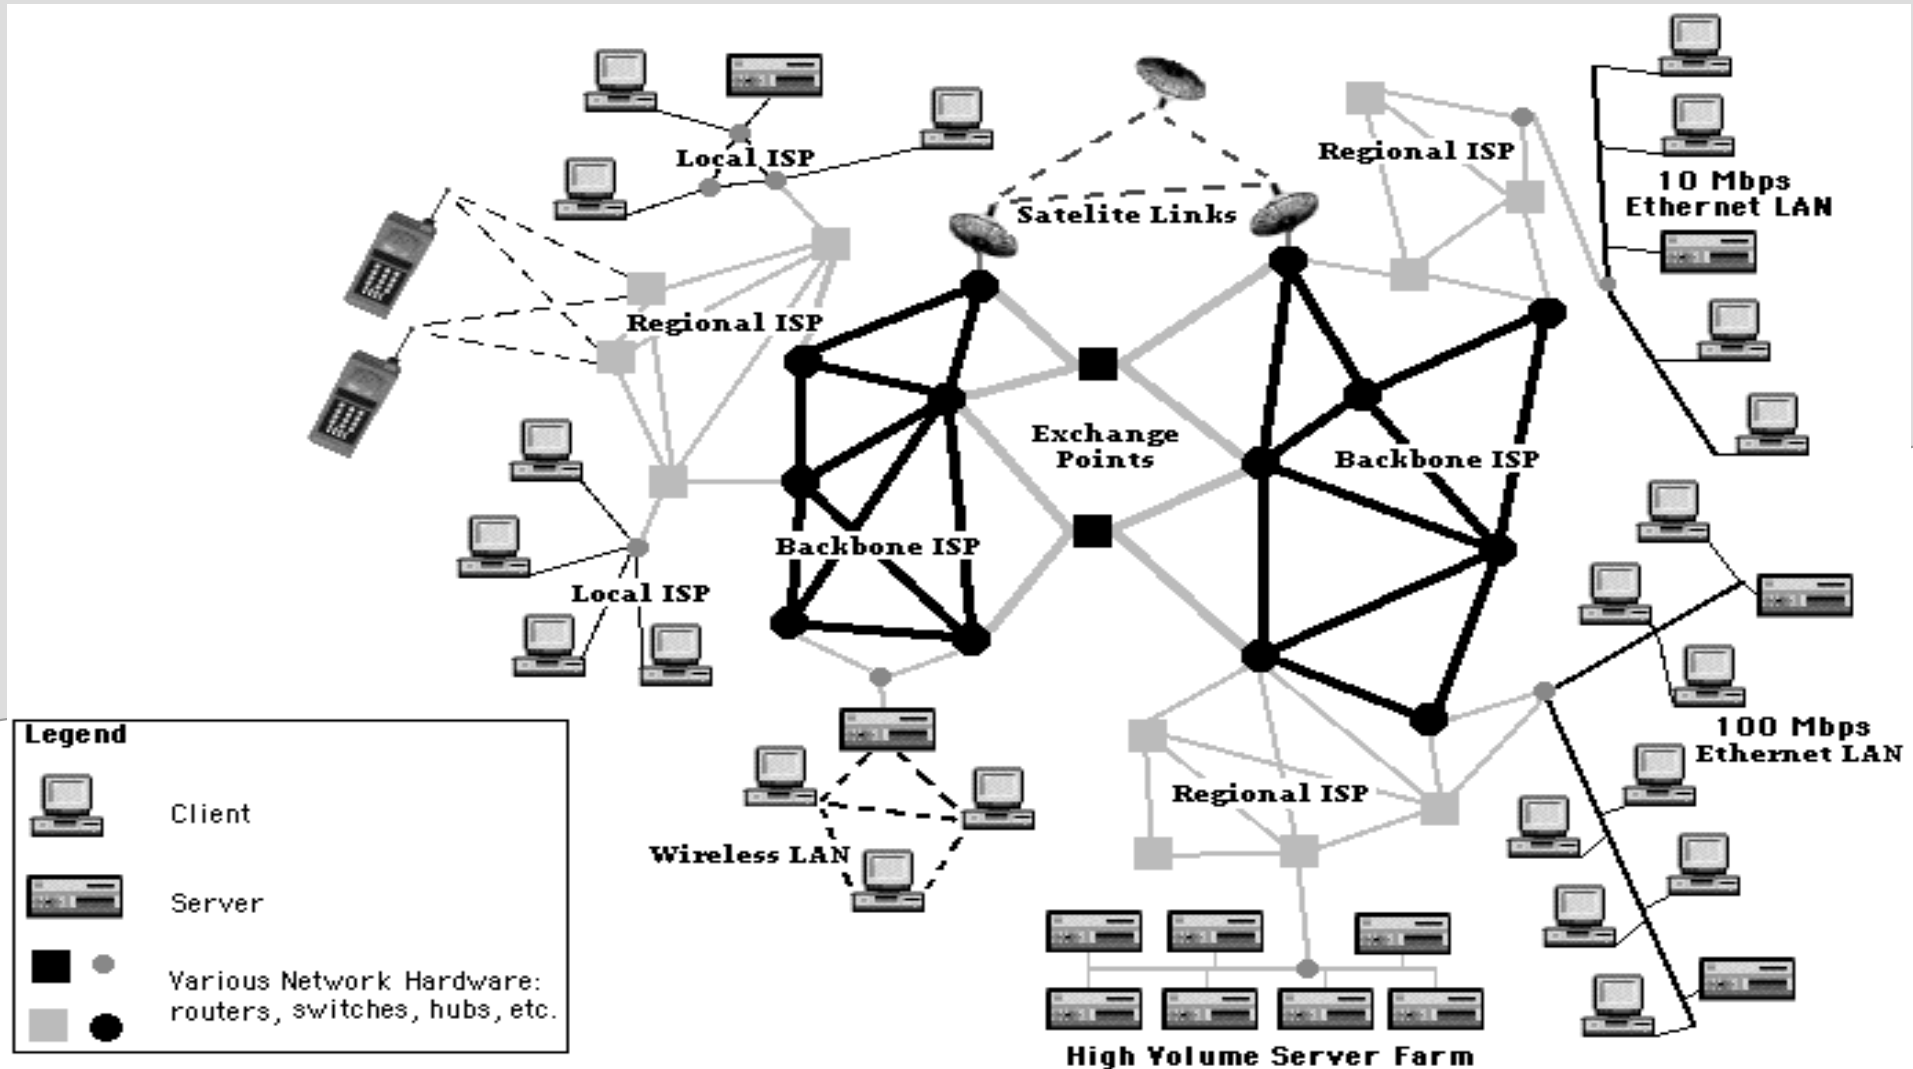 Local ISP
Regional ISP
10 Mbps
Ethernet LAN
Satelite Links
Regional ISP
Exchange
Points
Backbone ISP
Backbone ISP
Local ISP
Legend
Client
Server
Various Network Hardware:
routers, switches, hubs, etc.
100 Mbps
Ethernet LAN
Regional ISP
Wireless LAN
High Volume Server Farm